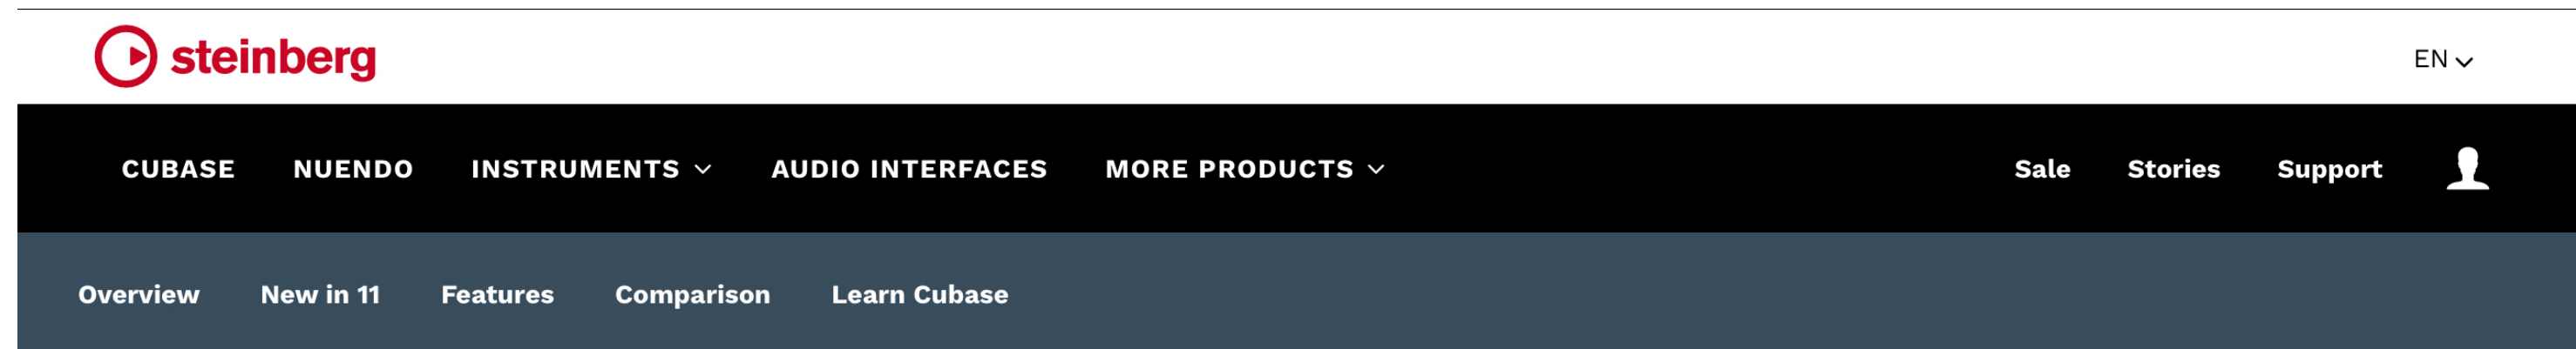 steinberg
EN
CUBASE NUENDO INSTRUMENTS AUDIO INTERFACES MORE PRODUCTS Sale Stories Support
Overview New in 11 Features Comparison Learn Cubase